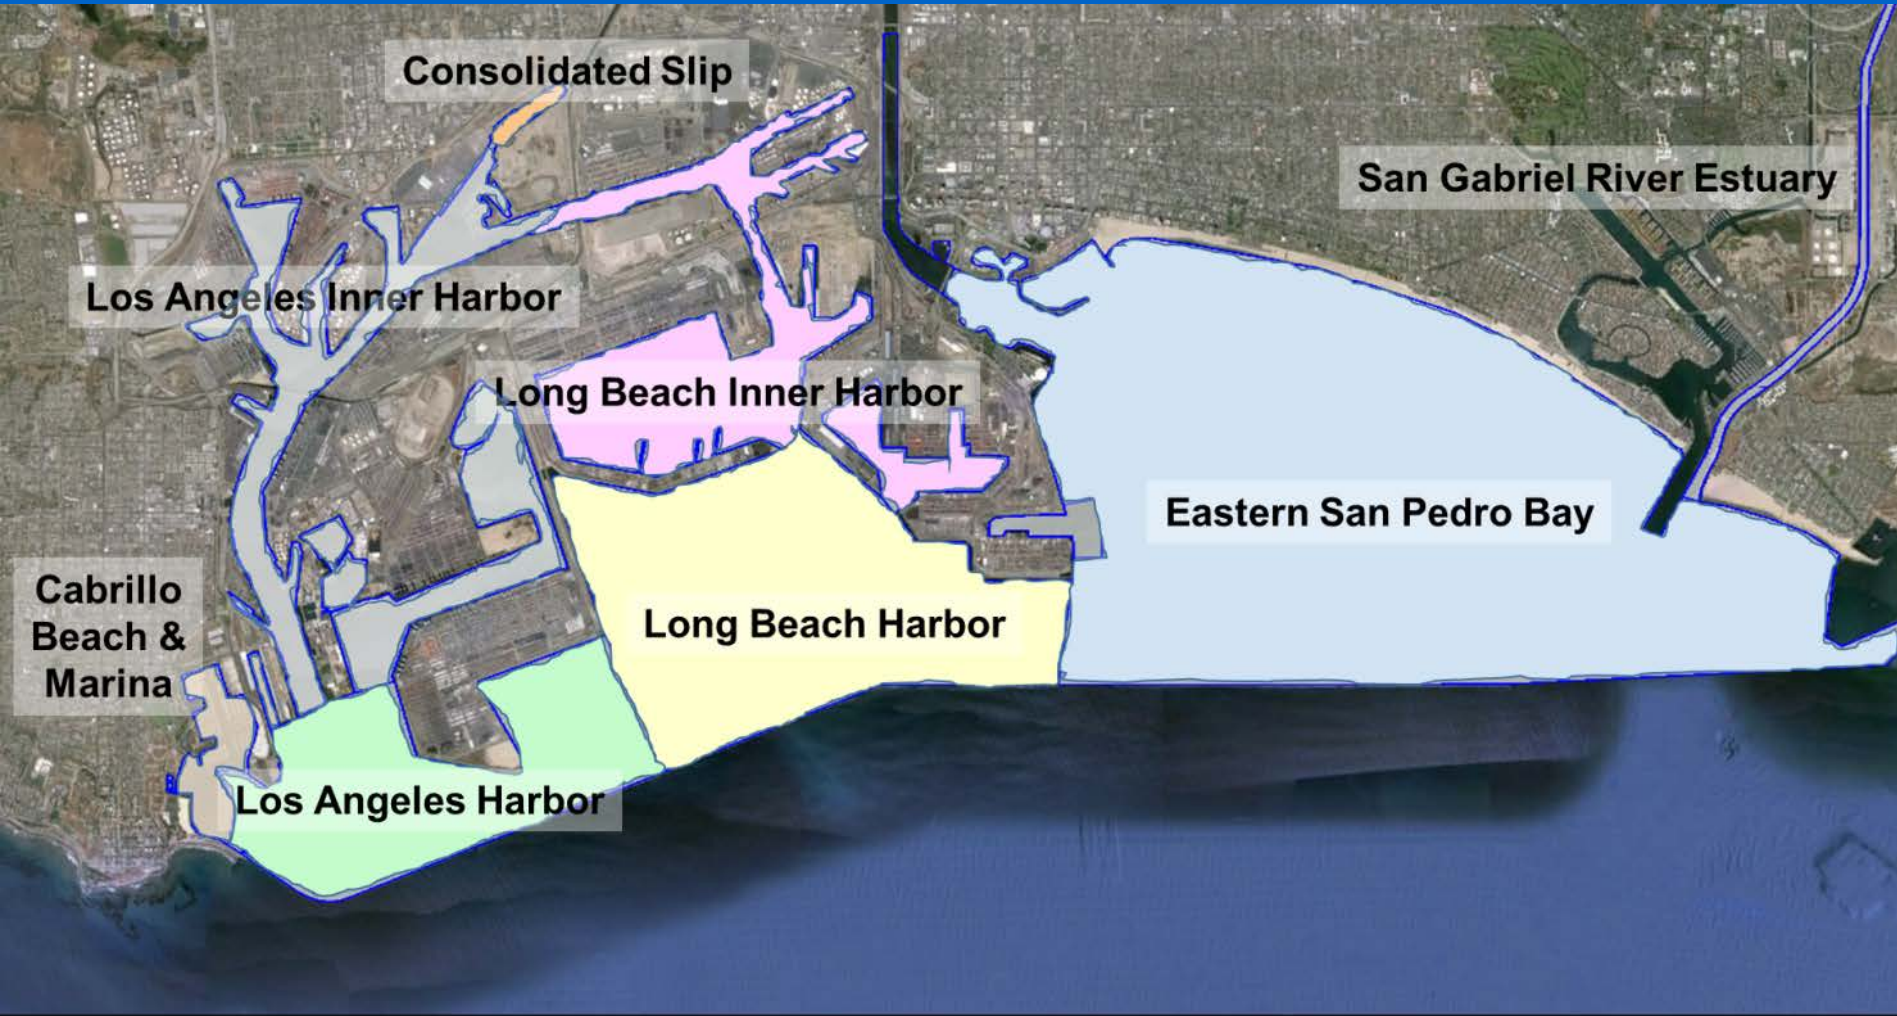 Consolidated Slip
San Gabriel River Estuary
Los Angeles Inner Harbor
Long Beach Inner Harbor
Eastern San Pedro Bay
Cabrillo
Beach &
Marina
Long Beach Harbor
Los Angeles Harbor